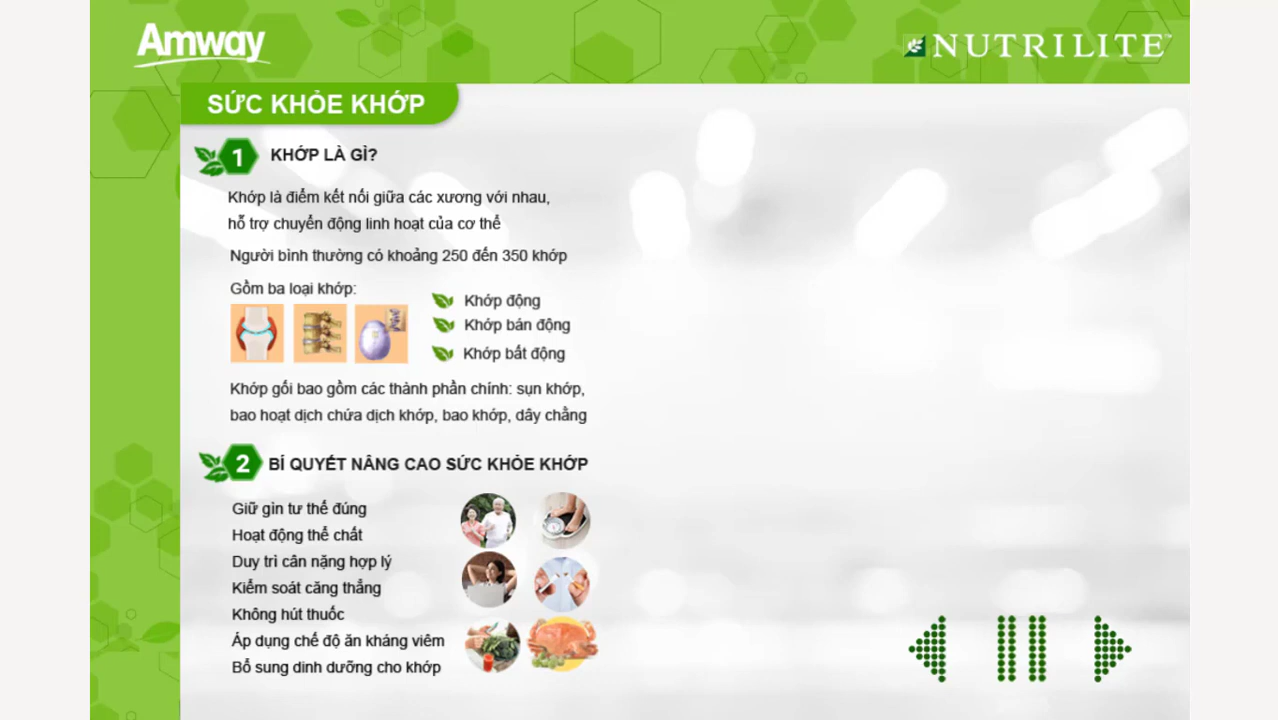 Amway
NUTRILITE™
SỨC KHỎE KHỚP
1 KHỚP LÀ GÌ?
Khớp là điểm kết nối giữa các xương với nhau,
hỗ trợ chuyển động linh hoạt của cơ thể
Người bình thường có khoảng 250 đến 350 khớp
Gồm ba loại khớp:
Khớp động
Khớp bán động
Khớp bất động
Khớp gối bao gồm các thành phần chính: sụn khớp,
bao hoạt dịch chứa dịch khớp, bao khớp, dây chằng
2 BÍ QUYẾT NÂNG CAO SỨC KHỎE KHỚP
Giữ gìn tư thế đúng
Hoạt động thể chất
Duy trì cân nặng hợp lý
Kiểm soát căng thẳng
Không hút thuốc
Áp dụng chế độ ăn kháng viêm
Bổ sung dinh dưỡng cho khớp